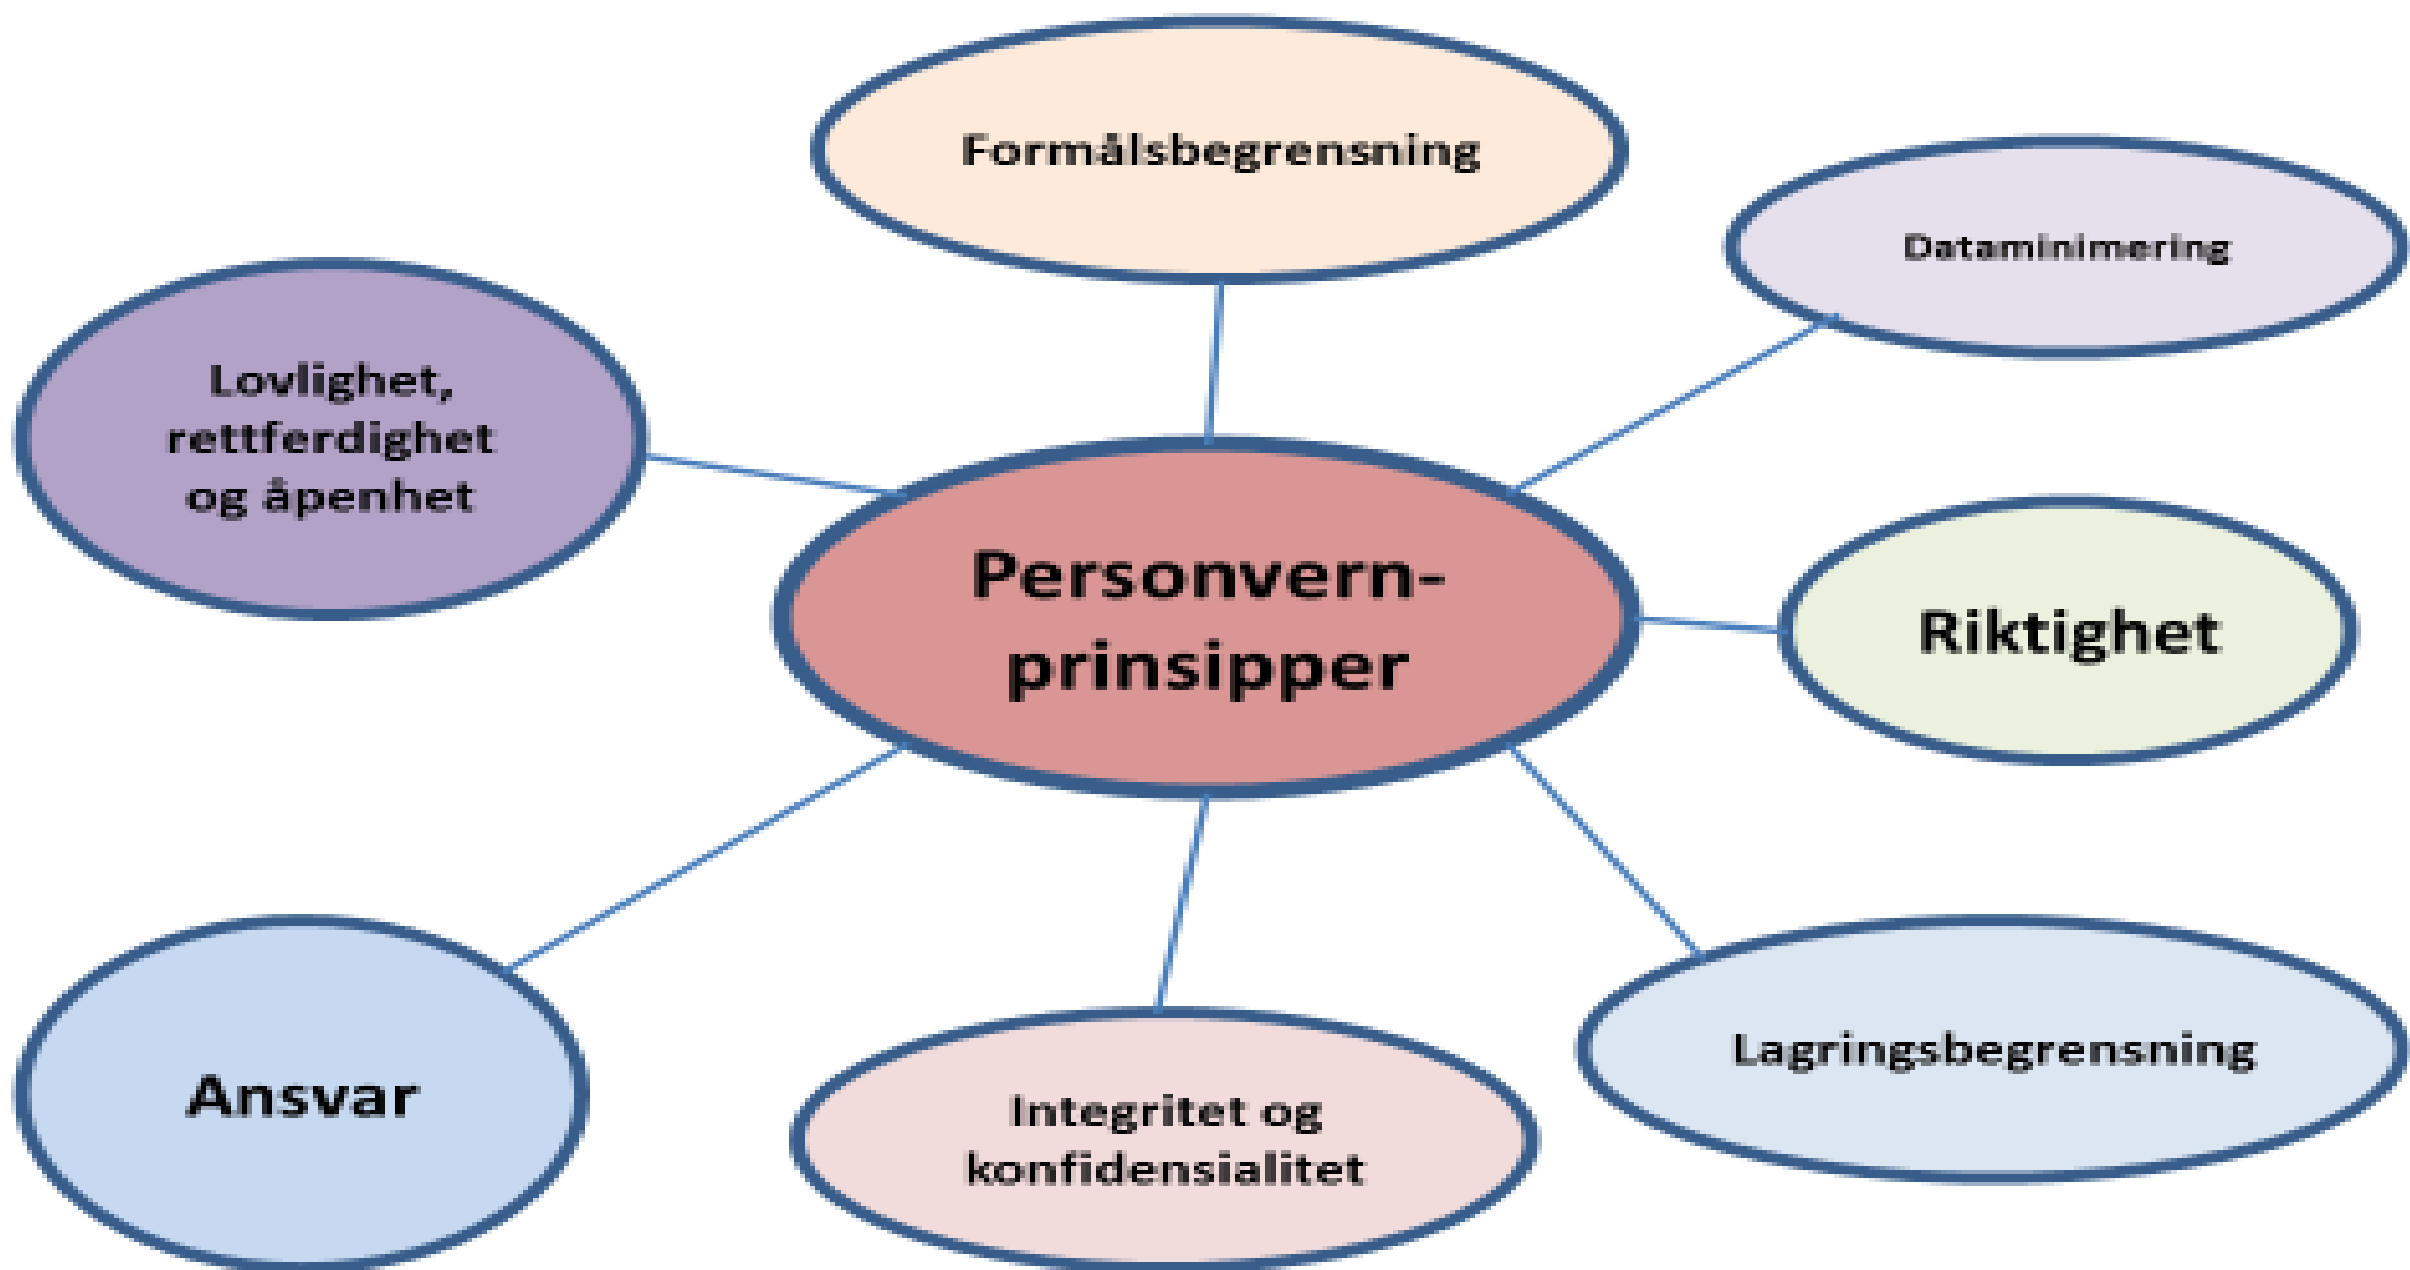 Formålsbegrensning
Dataminimering
Lovlighet,
rettferdighet
og åpenhet
Personvern-
prinsipper
Riktighet
Lagringsbegrensning
Ansvar
Integritet og
konfidensialitet